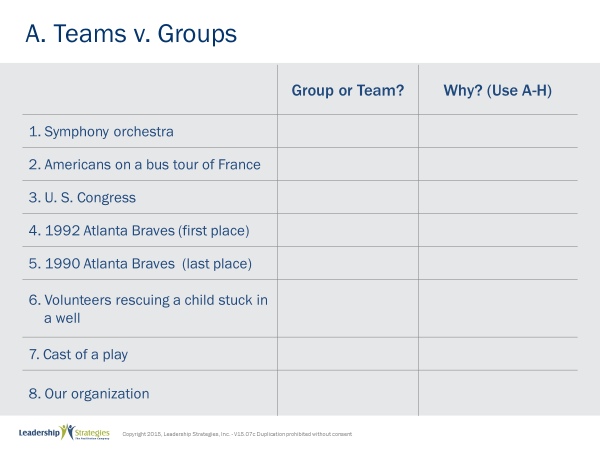 A. Teams v. Groups
Group or Team?
Why? (Use A-H)
1. Symphony orchestra
2. Americans on a bus tour of France
3. U. S. Congress
4. 1992 Atlanta Braves (first place)
5. 1990 Atlanta Braves (last place)
6. Volunteers rescuing a child stuck in
a well
7. Cast of a play
8. Our organization
Leadership Strategies
The Facilitation Company
Copyright 2015, Leadership Strategies, Inc. - V15.07c Duplication prohibited without consent